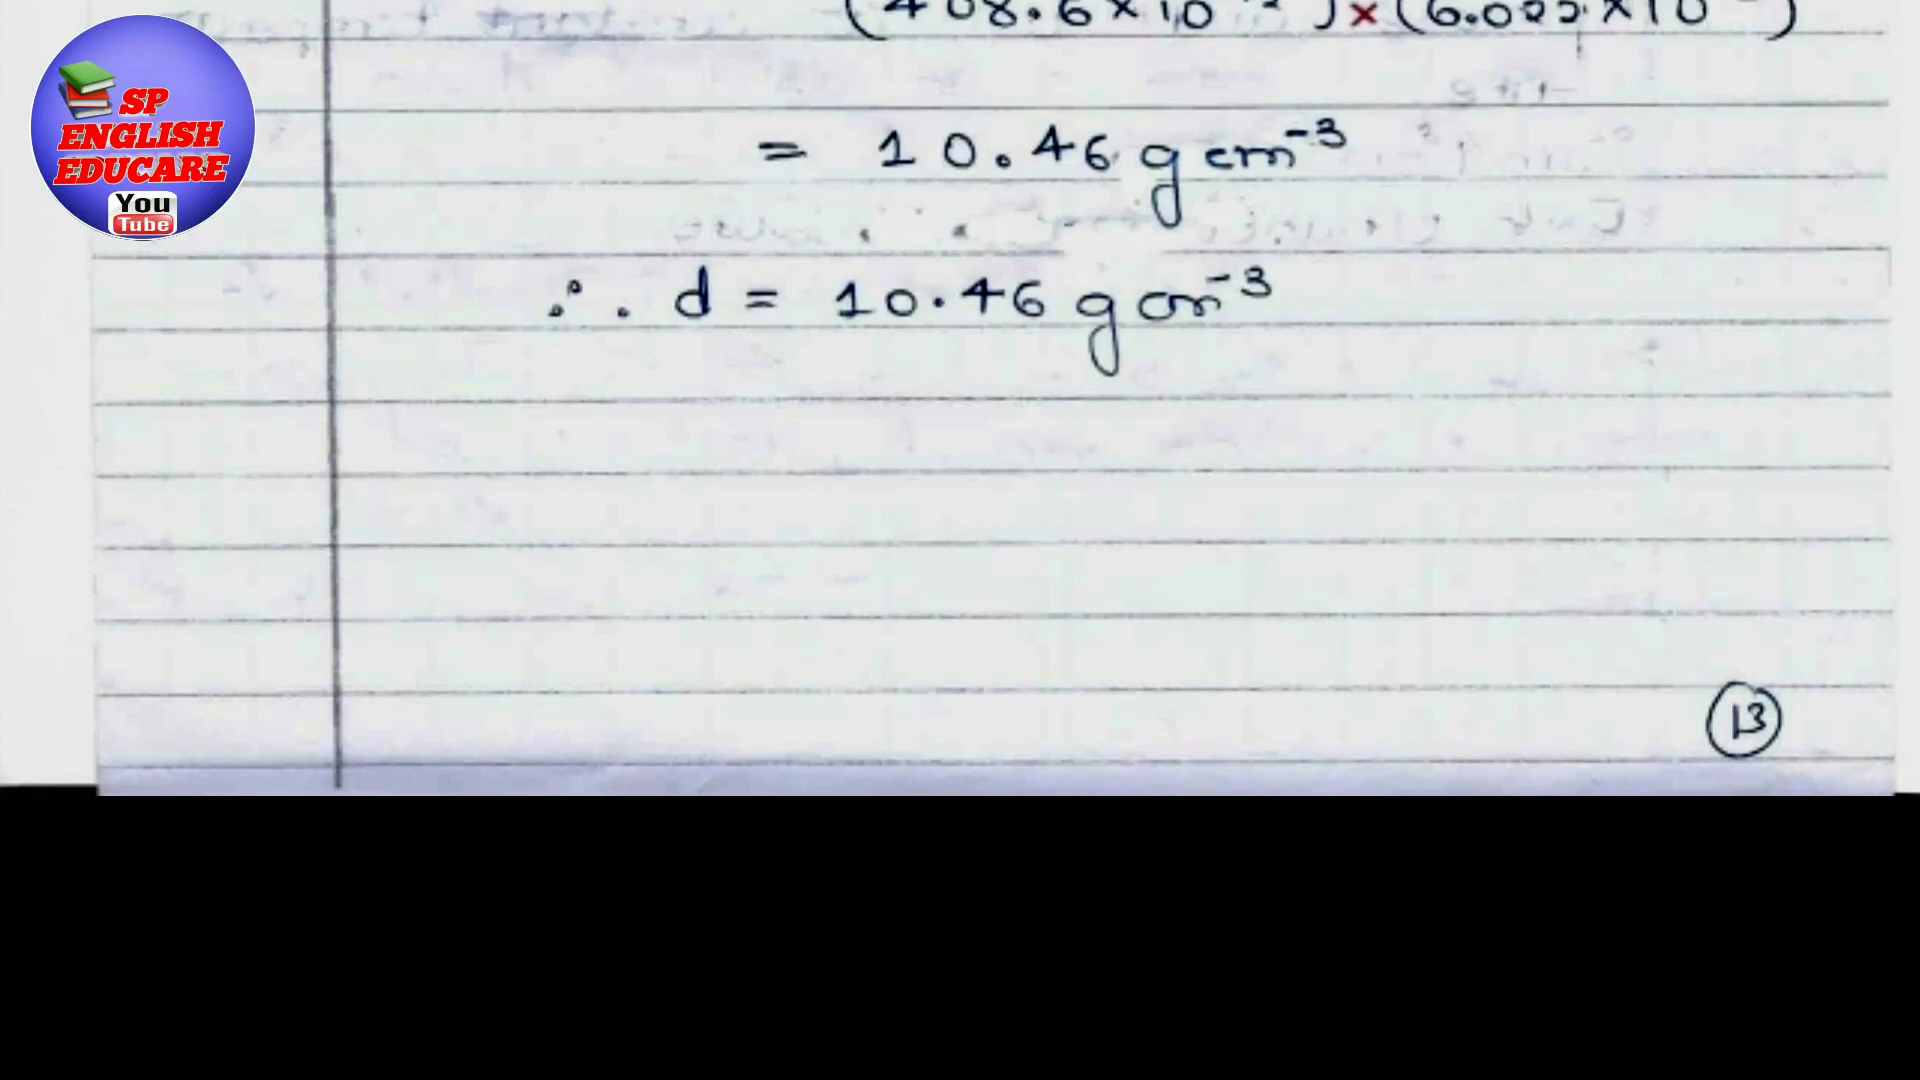 SP
ENGLISH
EDUCARE
You
Tube
= 10.46 g cm⁻³
∴ d = 10.46 g cm⁻³
13